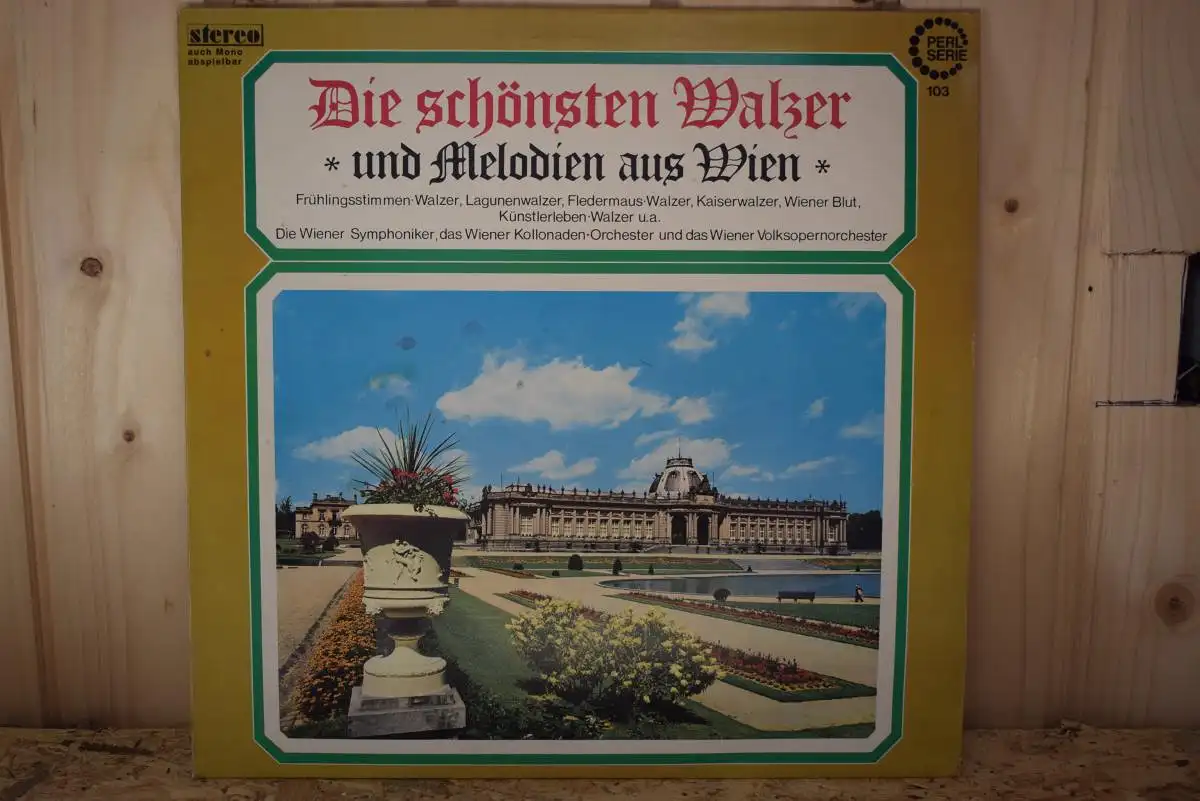 stereo
auch Mono
abspielbar
PERL
SERIE
103
Die schönsten Walzer
* und Melodien aus Wien *
Frühlingsstimmen-Walzer, Lagunenwalzer, Fledermaus-Walzer, Kaiserwalzer, Wiener Blut,
Künstlerleben-Walzer u.a.
Die Wiener Symphoniker, das Wiener Kollonaden-Orchester und das Wiener Volksopernorchester